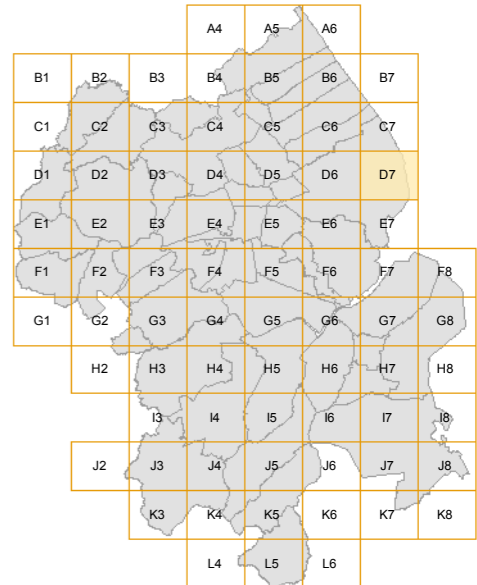 A4 A5 A6
B1 B2 B3 B4 B5 B6 B7
C1 C2 C3 C4 C5 C6 C7
D1 D2 D3 D4 D5 D6 D7
E1 E2 E3 E4 E5 E6 E7
F1 F2 F3 F4 F5 F6 F7 F8
G1 G2 G3 G4 G5 G6 G7 G8
H2 H3 H4 H5 H6 H7 H8
I3 I4 I5 I6 I7 I8
J2 J3 J4 J5 J6 J7 J8
K3 K4 K5 K6 K7 K8
L4 L5 L6